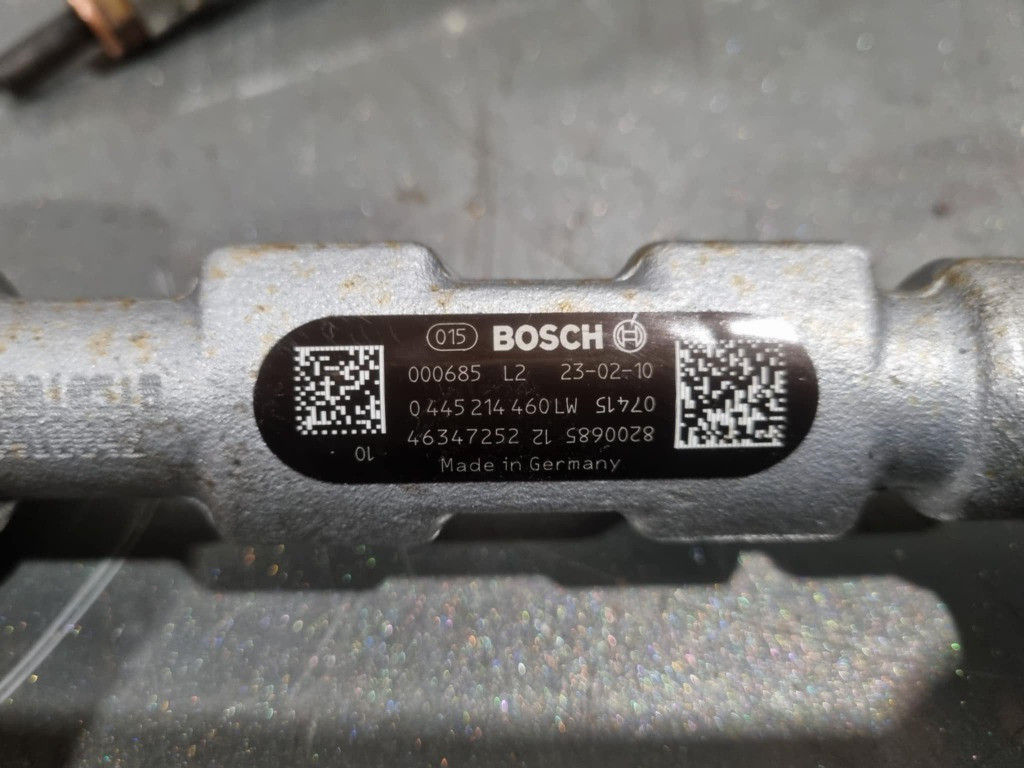 015 BOSCH
000685 L2 23-02-10
0 445 214 460 LW 07415
46347252 12 8200685
10
Made in Germany